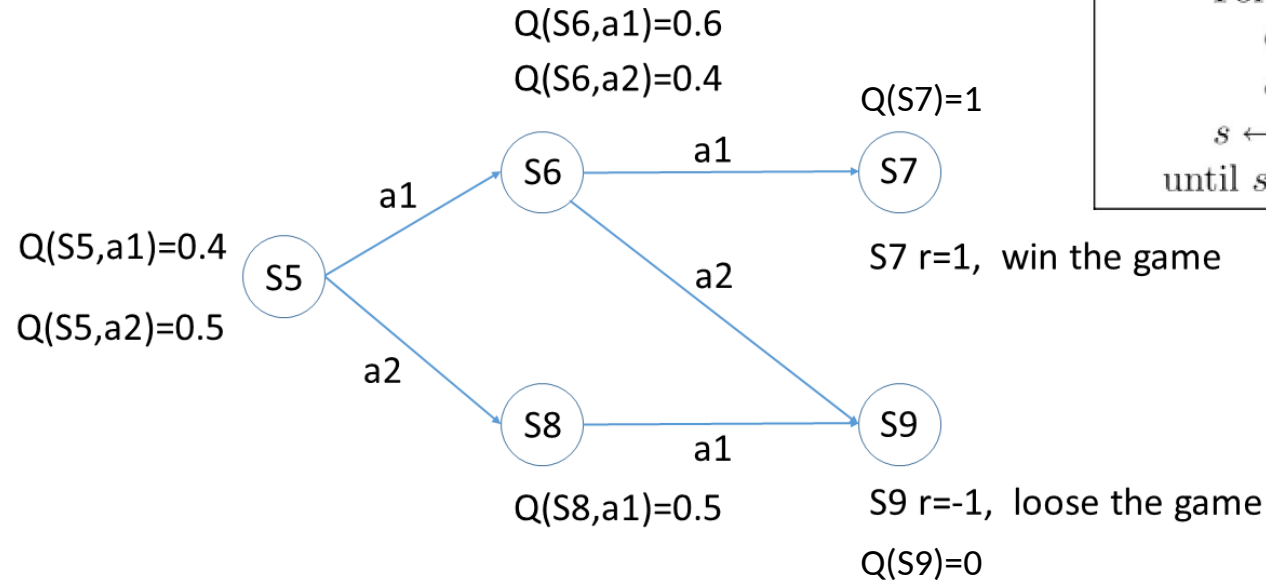 Q(S6,a1)=0.6
Q(S6,a2)=0.4
Q(S7)=1
s ←
until s
a1
S6
a1
S7
Q(S5,a1)=0.4
S5
S7 r=1, win the game
Q(S5,a2)=0.5
a2
a2
S8
a1
S9
Q(S8,a1)=0.5
S9 r=-1, loose the game
Q(S9)=0